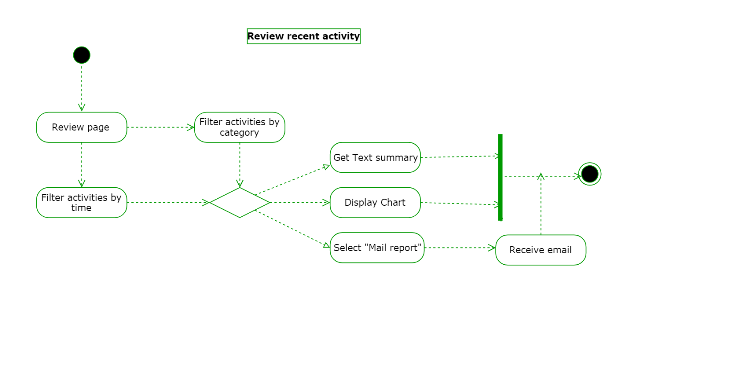 Review recent activity
Review page
Filter activities by
category
Get Text summary
Filter activities by
time
Display Chart
Select "Mail report"
Receive email